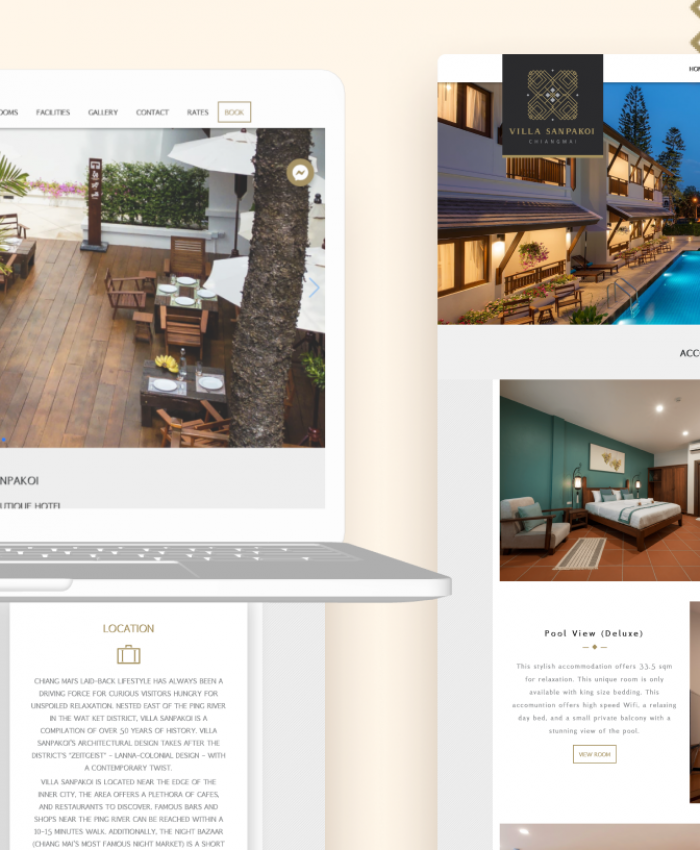 OOMS FACILITIES GALLERY CONTACT RATES BOOK
NPAKOI
UTIQUE HOTEL
LOCATION
CHIANG MAI'S LAID-BACK LIFESTYLE HAS ALWAYS BEEN A
DRIVING FORCE FOR CURIOUS VISITORS HUNGRY FOR
UNSPOILED RELAXATION. NESTED EAST OF THE PING RIVER
IN THE WAT KET DISTRICT, VILLA SANPAKOI IS A
COMPILATION OF OVER 50 YEARS OF HISTORY. VILLA
SANPAKOI'S ARCHITECTURAL DESIGN TAKES AFTER THE
DISTRICT'S "ZEITGEIST" – LANNA-COLONIAL DESIGN – WITH
A CONTEMPORARY TWIST.
VILLA SANPAKOI IS LOCATED NEAR THE EDGE OF THE
INNER CITY, THE AREA OFFERS A PLETHORA OF CAFES,
AND RESTAURANTS TO DISCOVER. FAMOUS BARS AND
SHOPS NEAR THE PING RIVER CAN BE REACHED WITHIN A
10-15 MINUTES WALK. ADDITIONALLY, THE NIGHT BAZAAR
(CHIANG MAI'S MOST FAMOUS NIGHT MARKET) IS A SHORT
HOM
VILLA SANPAKOI
CHIANGMAI
ACC
Pool View (Deluxe)
This stylish accommodation offers 33.5 sqm
for relaxation. This unique room is only
available with king size bedding. This
accomuntion offers high speed Wifi, a relaxing
day bed, and a small private balcony with a
stunning view of the pool.
VIEW ROOM